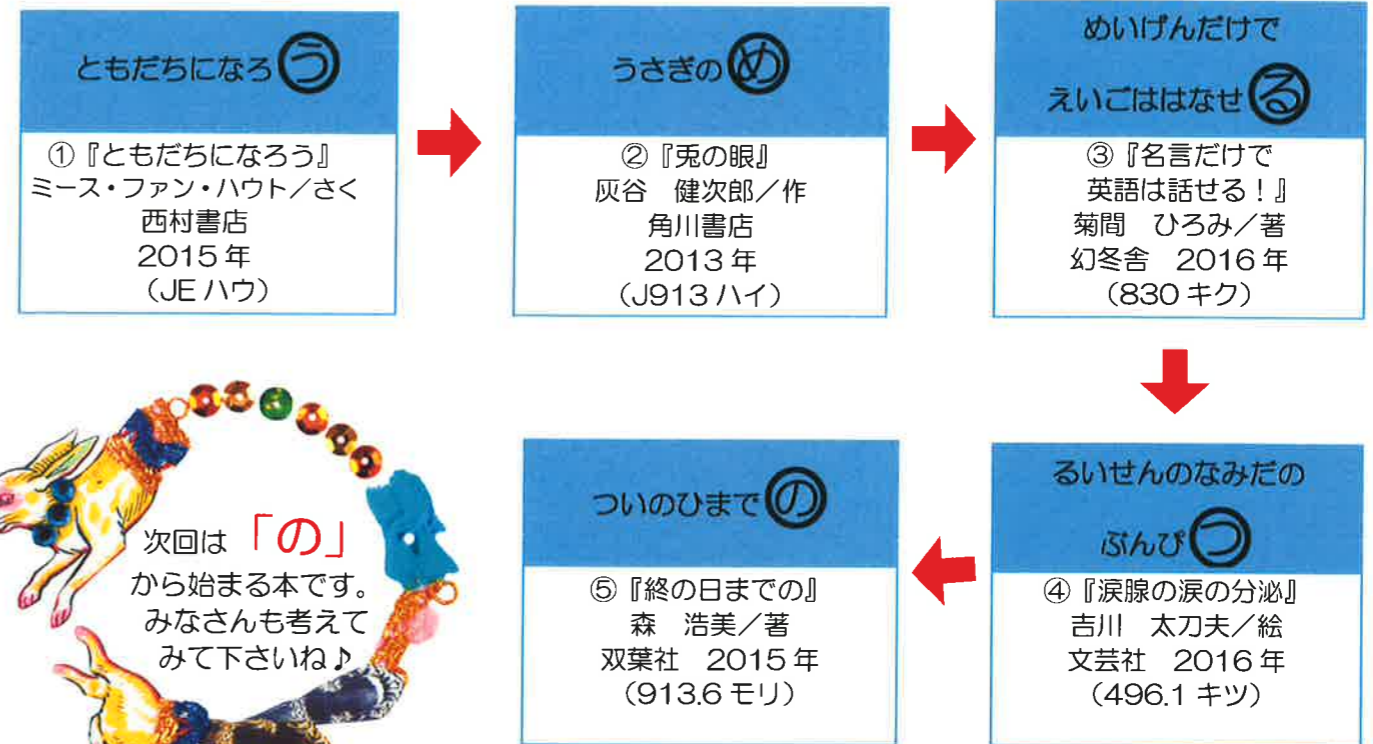 ともだちになろう
①『ともだちになろう』
ミース・ファン・ハウト／さく
西村書店
2015年
（JEハウ）
うさぎのめ
②『兎の眼』
灰谷　健次郎／作
角川書店
2013年
（J913ハイ）
めいげんだけで
えいごははなせる
③『名言だけで
英語は話せる！』
菊間　ひろみ／著
幻冬舎　2016年
（830キク）
るいせんのなみだの
ぶんぴつ
④『涙腺の涙の分泌』
吉川　太刀夫／絵
文芸社　2016年
（496.1キツ）
ついのひまでの
⑤『終の日までの』
森　浩美／著
双葉社　2015年
（913.6モリ）
次回は「の」
から始まる本です。
みなさんも考えて
みて下さいね♪